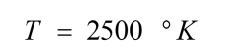 T = 2500 °K